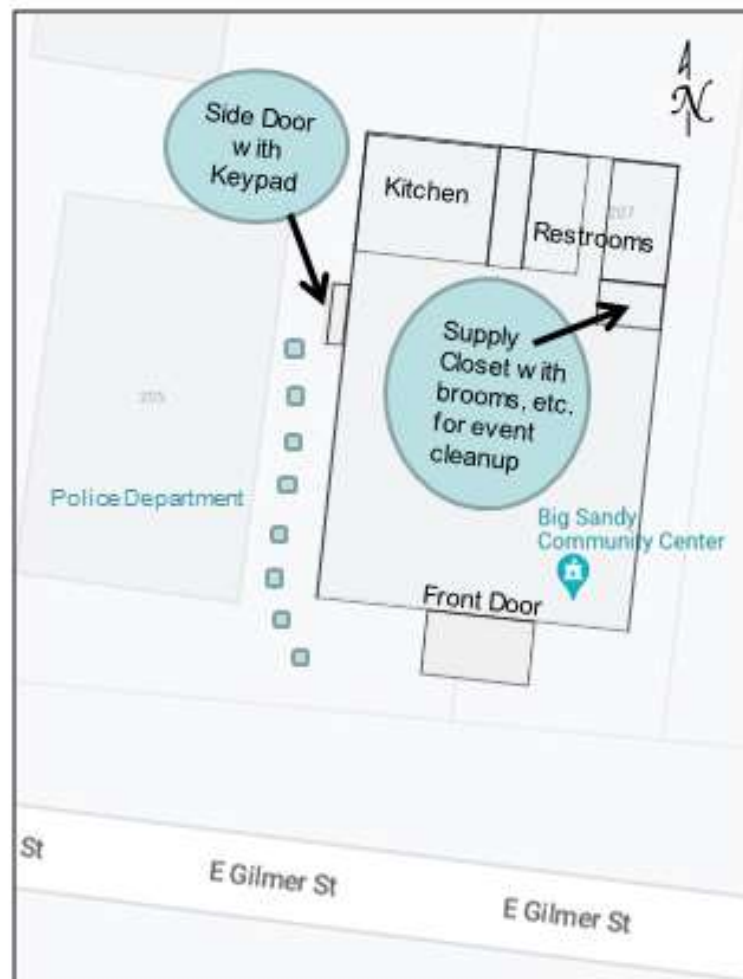 Side Door
with
Keypad
N
Kitchen
207
Restrooms
Supply
Closet with
brooms, etc.
for event
cleanup
205
Police Department
Big Sandy
Community Center
Front Door
St
E Gilmer St
E Gilmer St